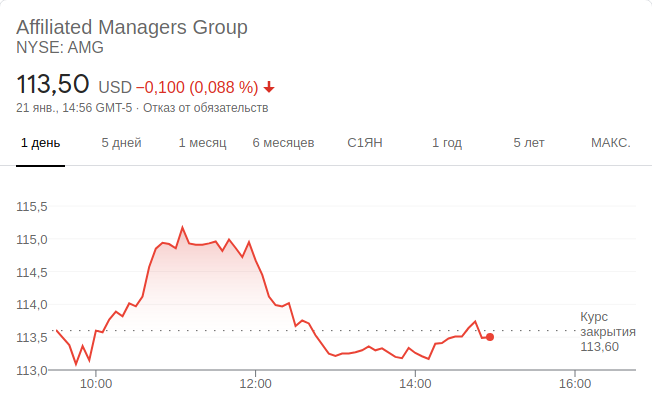 Affiliated Managers Group
NYSE: AMG
113,50 USD −0,100 (0,088 %)
21 янв., 14:56 GMT-5 · Отказ от обязательств
1 день 5 дней 1 месяц 6 месяцев С1ЯН 1 год 5 лет МАКС.
115,5
115,0
114,5
114,0
Курс
закрытия
113,60
113,5
113,0
10:00 12:00 14:00 16:00